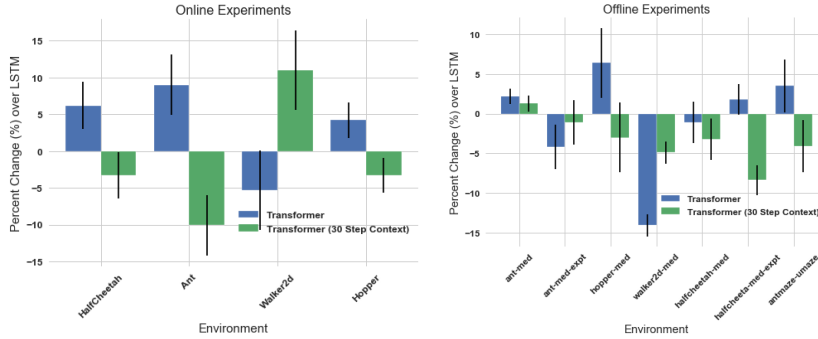 Online Experiments
Percent Change (%) over LSTM
15
10
5
0
−5
−10
−15
Transformer
Transformer (30 Step Context)
HalfCheetah
Ant
Walker2d
Hopper
Environment
Offline Experiments
Percent Change (%) over LSTM
10
5
0
−5
−10
−15
Transformer
Transformer (30 Step Context)
ant-med
ant-med-expt
hopper-med
walker2d-med
halfcheetah-med
halfcheeta-med-expt
antmaze-umaze
Environment